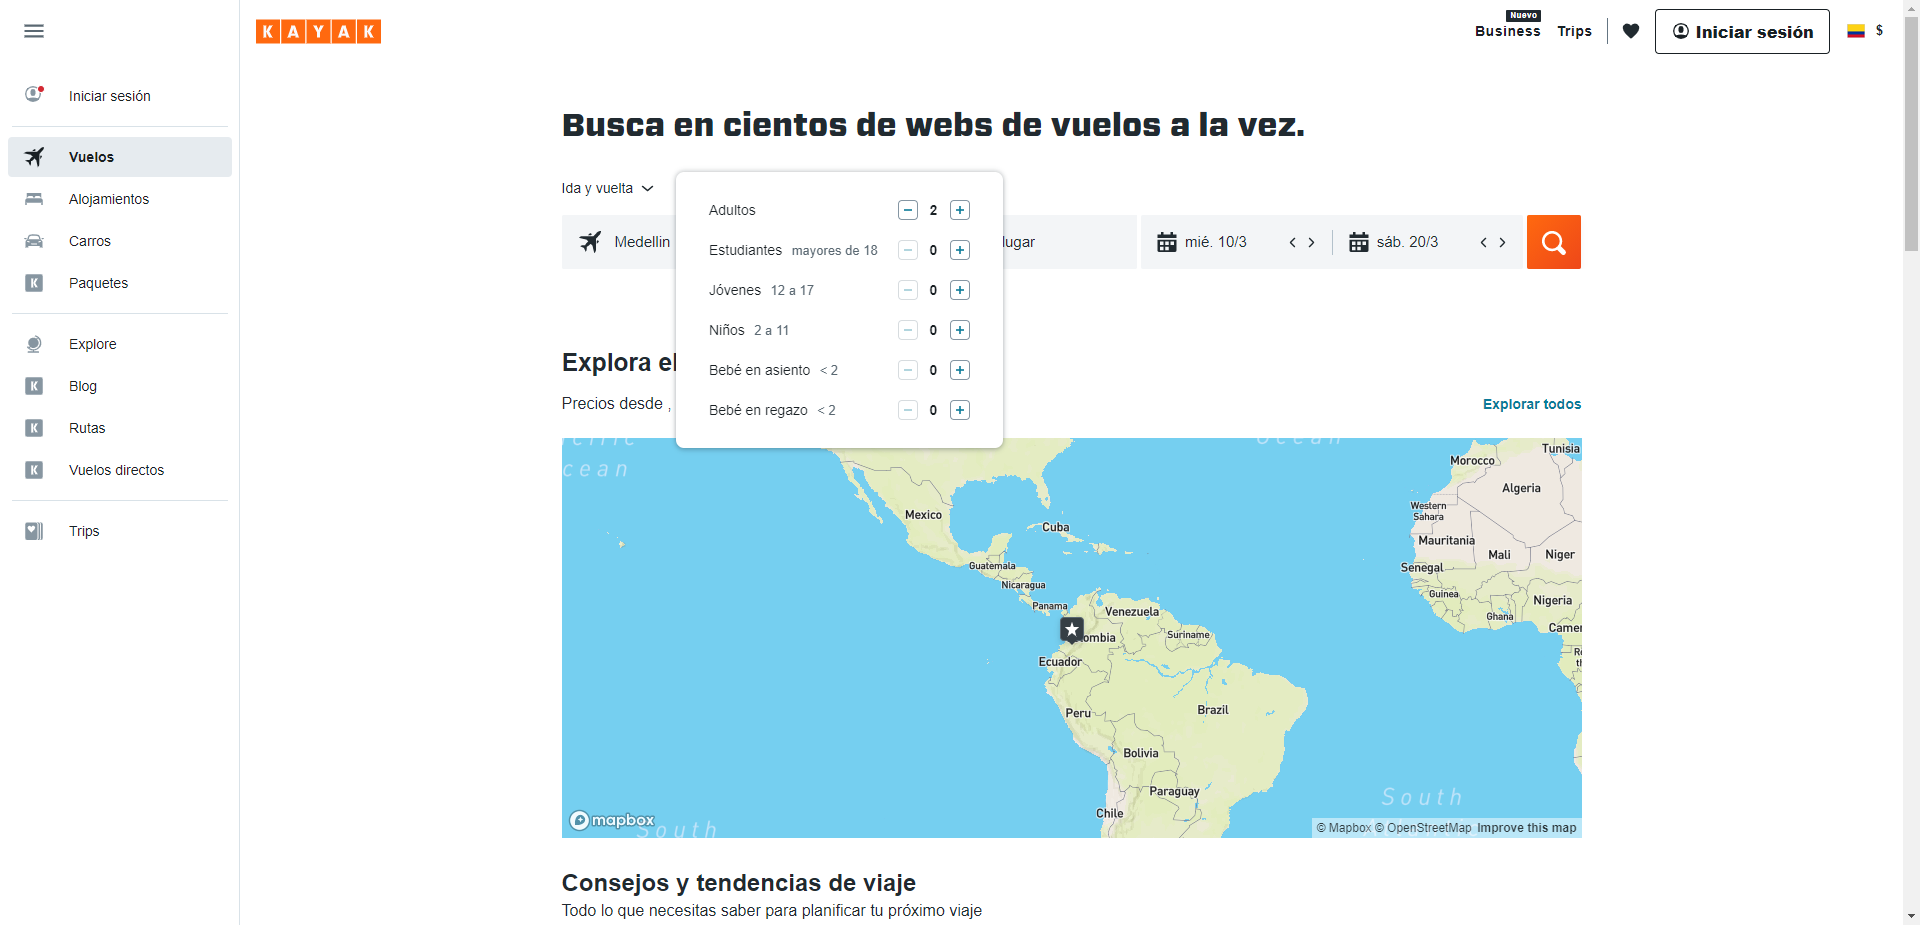 KAYAK
Nuevo
Business
Trips
Iniciar sesión
$
Iniciar sesión
Vuelos
Alojamientos
Carros
Paquetes
Explore
K Blog
K Rutas
K Vuelos directos
Trips
Busca en cientos de webs de vuelos a la vez.
Ida y vuelta
Medellin
lugar
mié. 10/3
sáb. 20/3
Adultos 2
Estudiantes mayores de 18 0
Jóvenes 12 a 17 0
Niños 2 a 11 0
Bebé en asiento < 2 0
Bebé en regazo < 2 0
Explora el
Precios desde ,
Explorar todos
cean
Ocean
Tunisia
Morocco
Algeria
Western
Sahara
Mexico
Cuba
Mauritania
Mali
Niger
Guatemala
Senegal
Nicaragua
Guinea
Nigeria
Panama
Venezuela
Ghana
Camer
Suriname
ombia
Ecuador
Peru
Brazil
Bolivia
Paraguay
Chile
South
mapbox
South
© Mapbox © OpenStreetMap Improve this map
Consejos y tendencias de viaje
Todo lo que necesitas saber para planificar tu próximo viaje